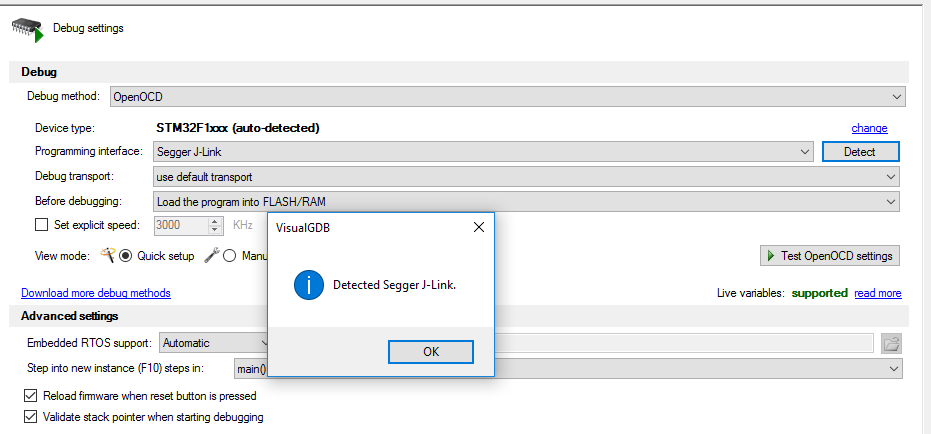 Debug settings
Debug
Debug method: OpenOCD
Device type: STM32F1xxx (auto-detected) change
Programming interface: Segger J-Link Detect
Debug transport: use default transport
Before debugging: Load the program into FLASH/RAM
Set explicit speed: 3000 KHz
View mode: Quick setup Manu
Test OpenOCD settings
VisualGDB
Detected Segger J-Link.
OK
Download more debug methods
Live variables: supported read more
Advanced settings
Embedded RTOS support: Automatic
Step into new instance (F10) steps in: main()
Reload firmware when reset button is pressed
Validate stack pointer when starting debugging